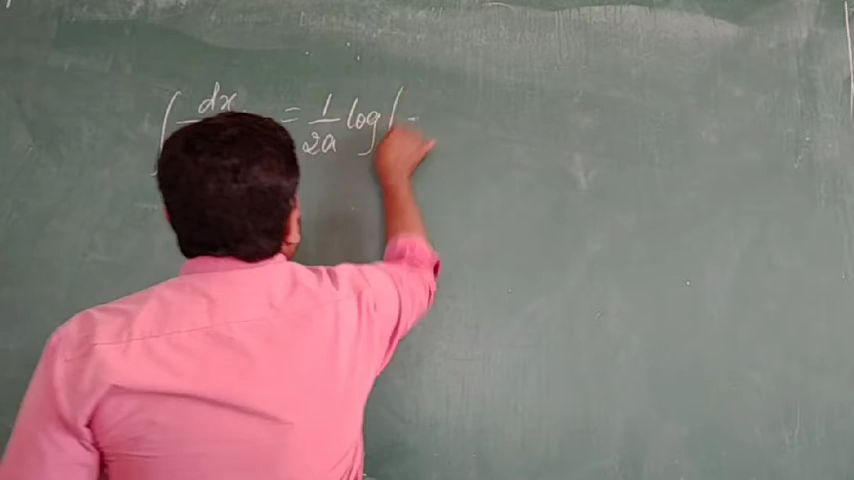 ∫ dx = 1/2a log (